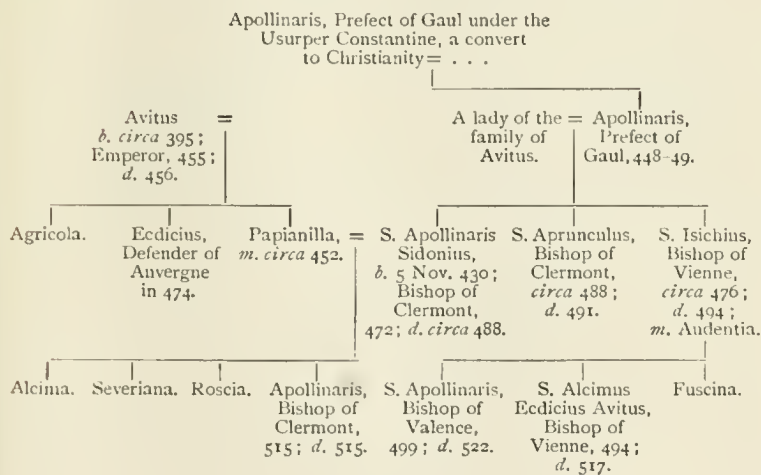 Apollinaris, Prefect of Gaul under the
Usurper Constantine, a convert
to Christianity = . . .
Avitus =
b. circa 395;
Emperor, 455;
d. 456.
A lady of the = Apollinaris,
family of Prefect of
Avitus. Gaul, 448-49.
Agricola.
Ecdicius,
Defender of
Auvergne
in 474.
Papianilla, =
m. circa 452.
S. Apollinaris
Sidonius,
b. 5 Nov. 430;
Bishop of
Clermont,
472; d. circa 488.
S. Aprunculus,
Bishop of
Clermont,
circa 488;
d. 491.
S. Isichius,
Bishop of
Vienne,
circa 476;
d. 494;
m. Audentia.
Alcima.
Severiana.
Roscia.
Apollinaris,
Bishop of
Clermont,
515; d. 515.
S. Apollinaris,
Bishop of
Valence,
499; d. 522.
S. Alcimus
Ecdicius Avitus,
Bishop of
Vienne, 494;
d. 517.
Fuscina.